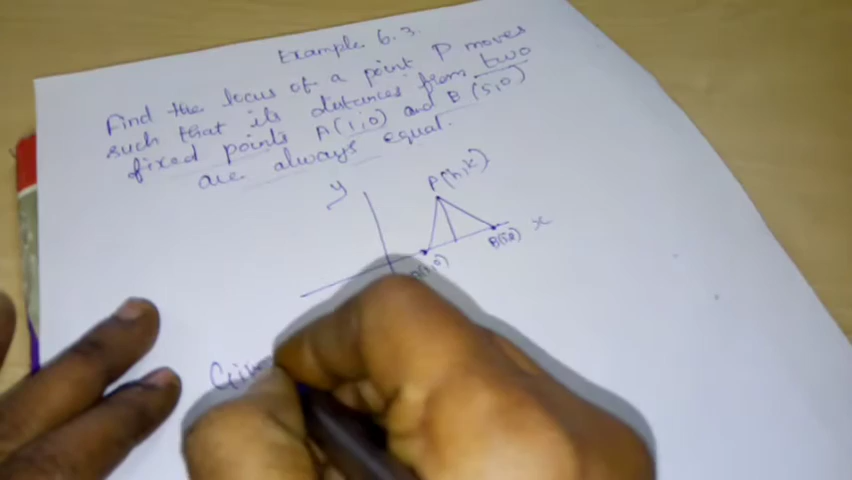 Example 6.3.
Find the locus of a point P moves
such that its distances from two
fixed points A(1,0) and B(5,0)
are always equal.
y
P(h,k)
x
B(5,0)